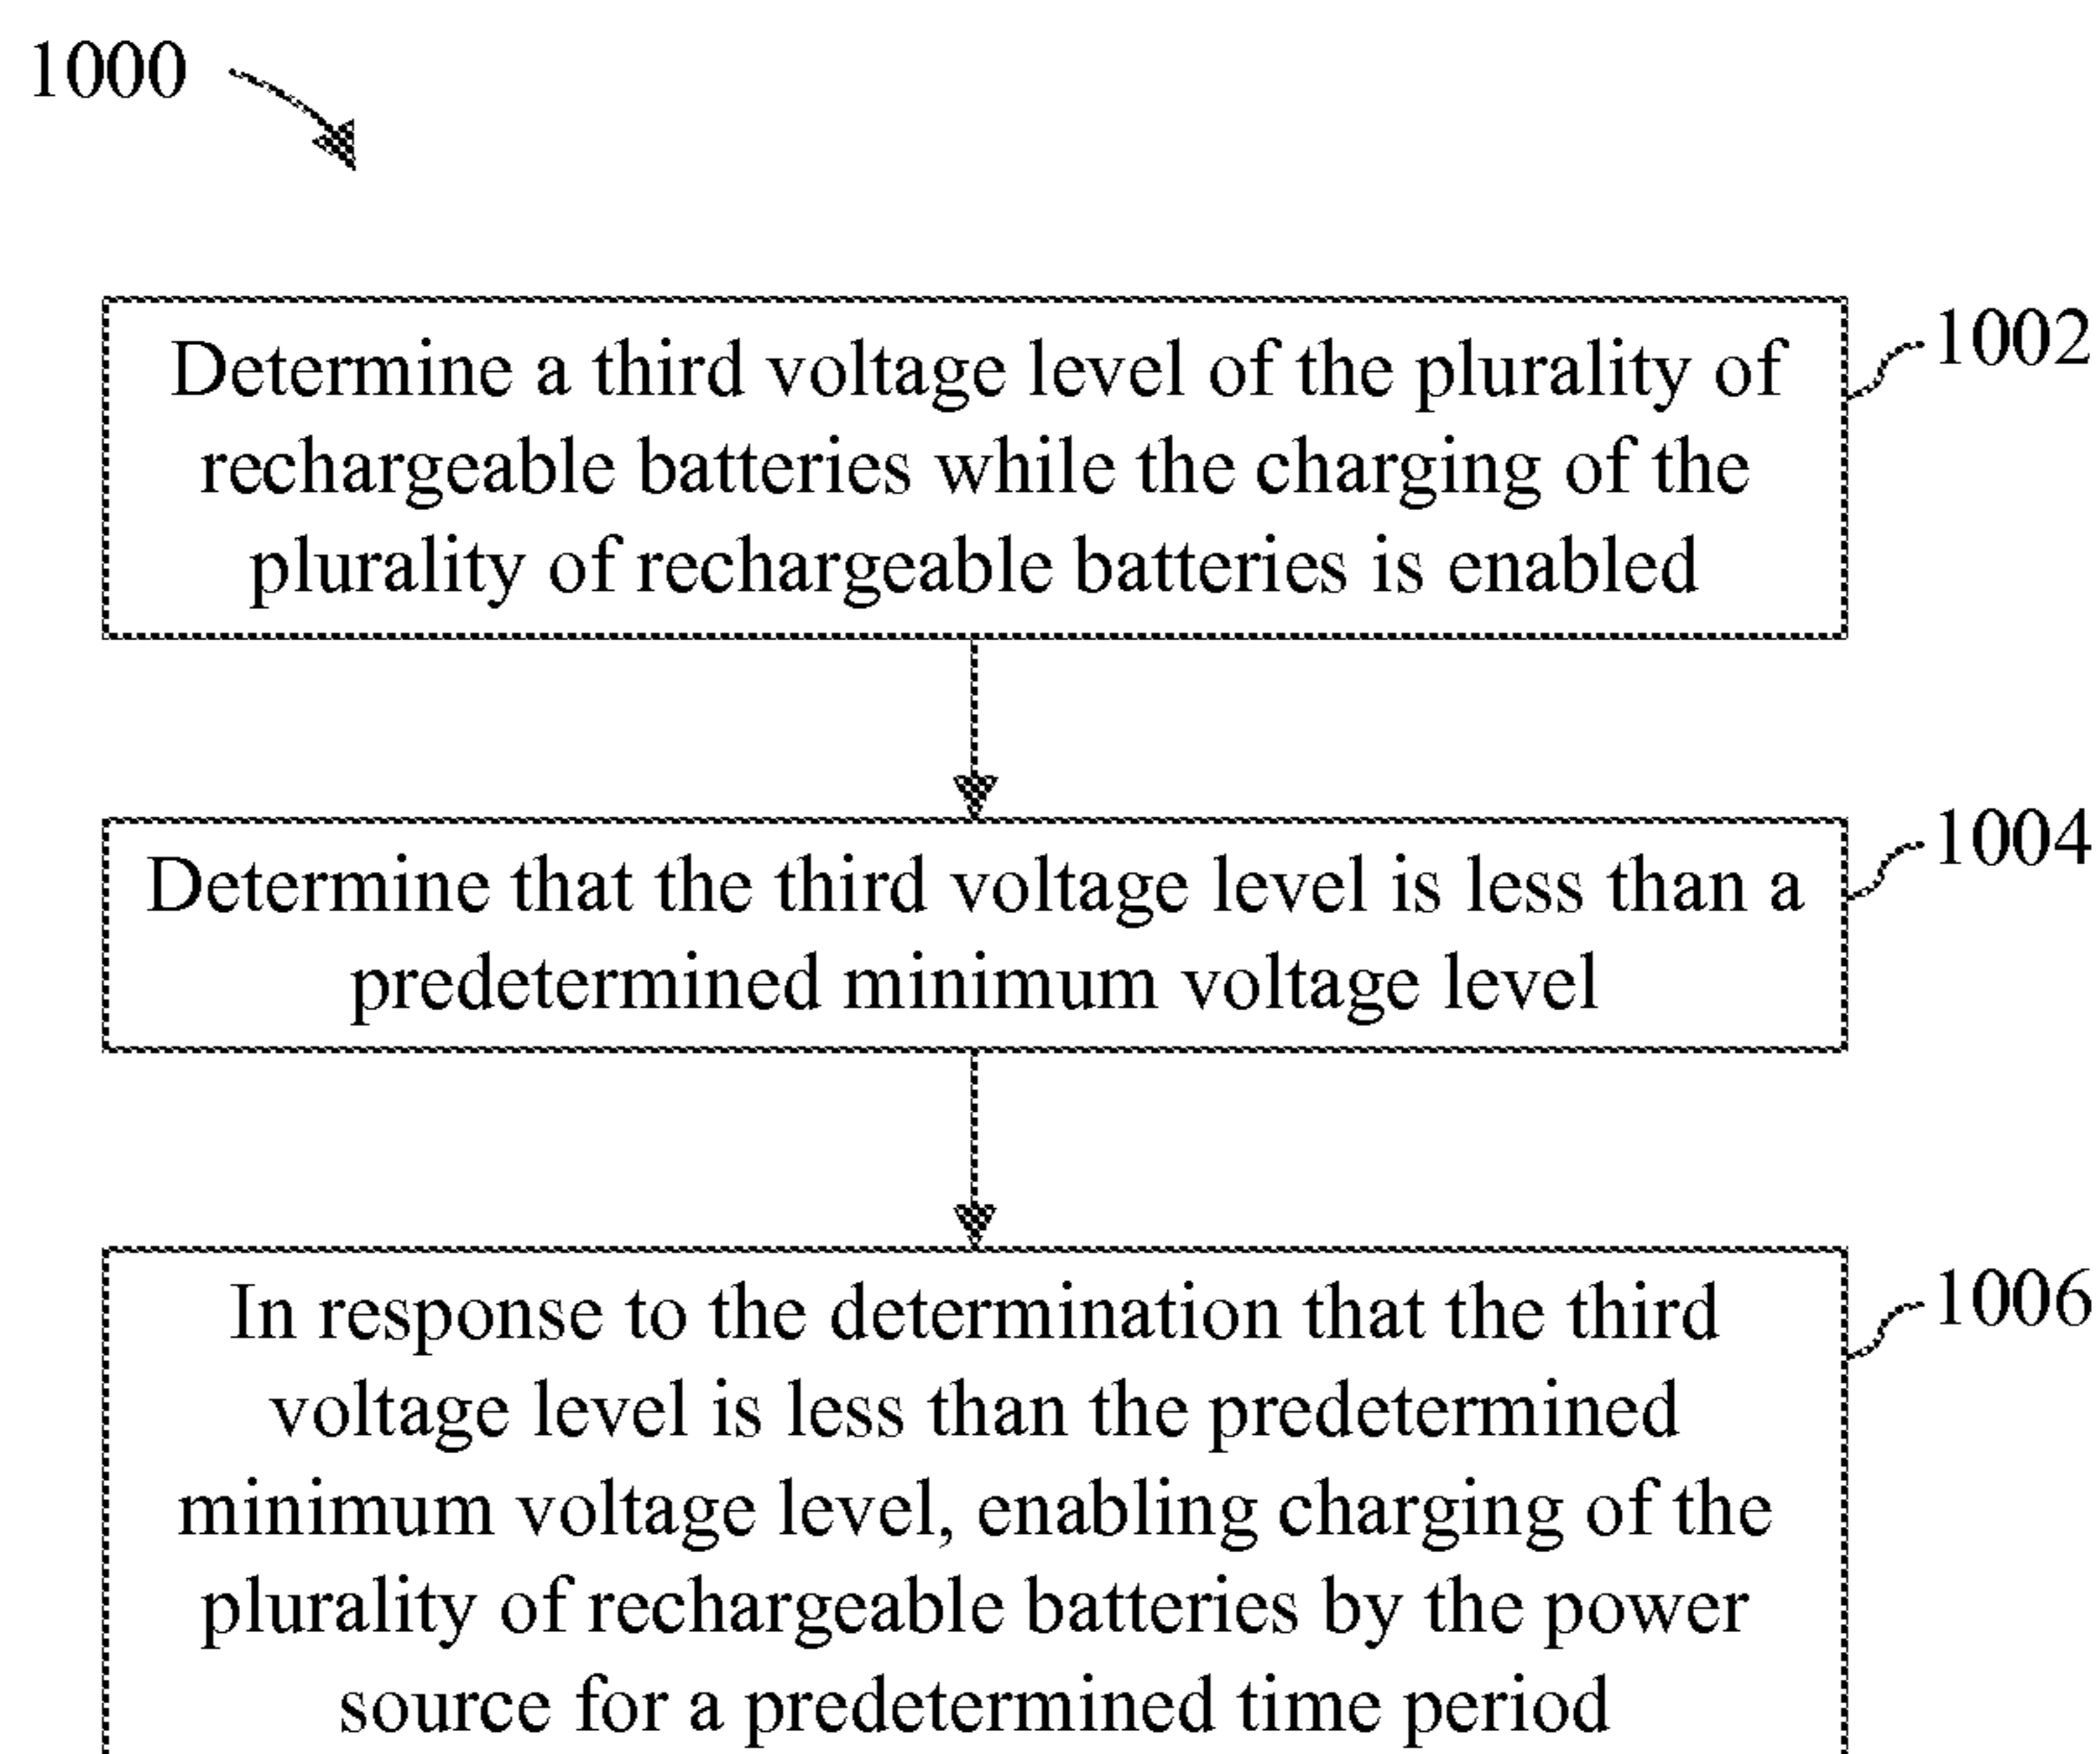 1000
1002
Determine a third voltage level of the plurality of
rechargeable batteries while the charging of the
plurality of rechargeable batteries is enabled
1004
Determine that the third voltage level is less than a
predetermined minimum voltage level
1006
In response to the determination that the third
voltage level is less than the predetermined
minimum voltage level, enabling charging of the
plurality of rechargeable batteries by the power
source for a predetermined time period